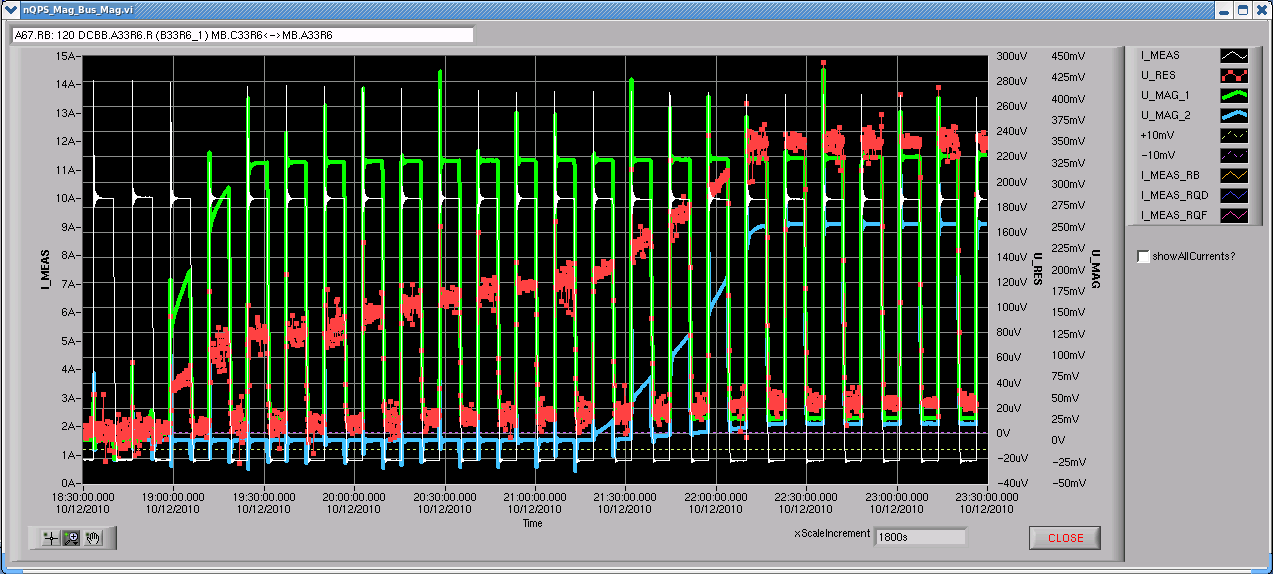 nQPS_Mag_Bus_Mag.vi
A67.RB: 120 DCBB.A33R6.R (B33R6_1) MB.C33R6<->MB.A33R6
15A
14A
13A
12A
11A
10A
9A
8A
7A
6A
5A
4A
3A
2A
1A
0A
I_MEAS
300uV
280uV
260uV
240uV
220uV
200uV
180uV
160uV
140uV
120uV
100uV
80uV
60uV
40uV
20uV
0V
-20uV
-40uV
U_RES
450mV
425mV
400mV
375mV
350mV
325mV
300mV
275mV
250mV
225mV
200mV
175mV
150mV
125mV
100mV
75mV
50mV
25mV
0V
-25mV
-50mV
U_MAG
18:30:00.000 19:00:00.000 19:30:00.000 20:00:00.000 20:30:00.000 21:00:00.000 21:30:00.000 22:00:00.000 22:30:00.000 23:00:00.000 23:30:00.000
10/12/2010 10/12/2010 10/12/2010 10/12/2010 10/12/2010 10/12/2010 10/12/2010 10/12/2010 10/12/2010 10/12/2010 10/12/2010
Time
xScaleIncrement 1800s
CLOSE
I_MEAS
U_RES
U_MAG_1
U_MAG_2
+10mV
-10mV
I_MEAS_RB
I_MEAS_RQD
I_MEAS_RQF
showAllCurrents?